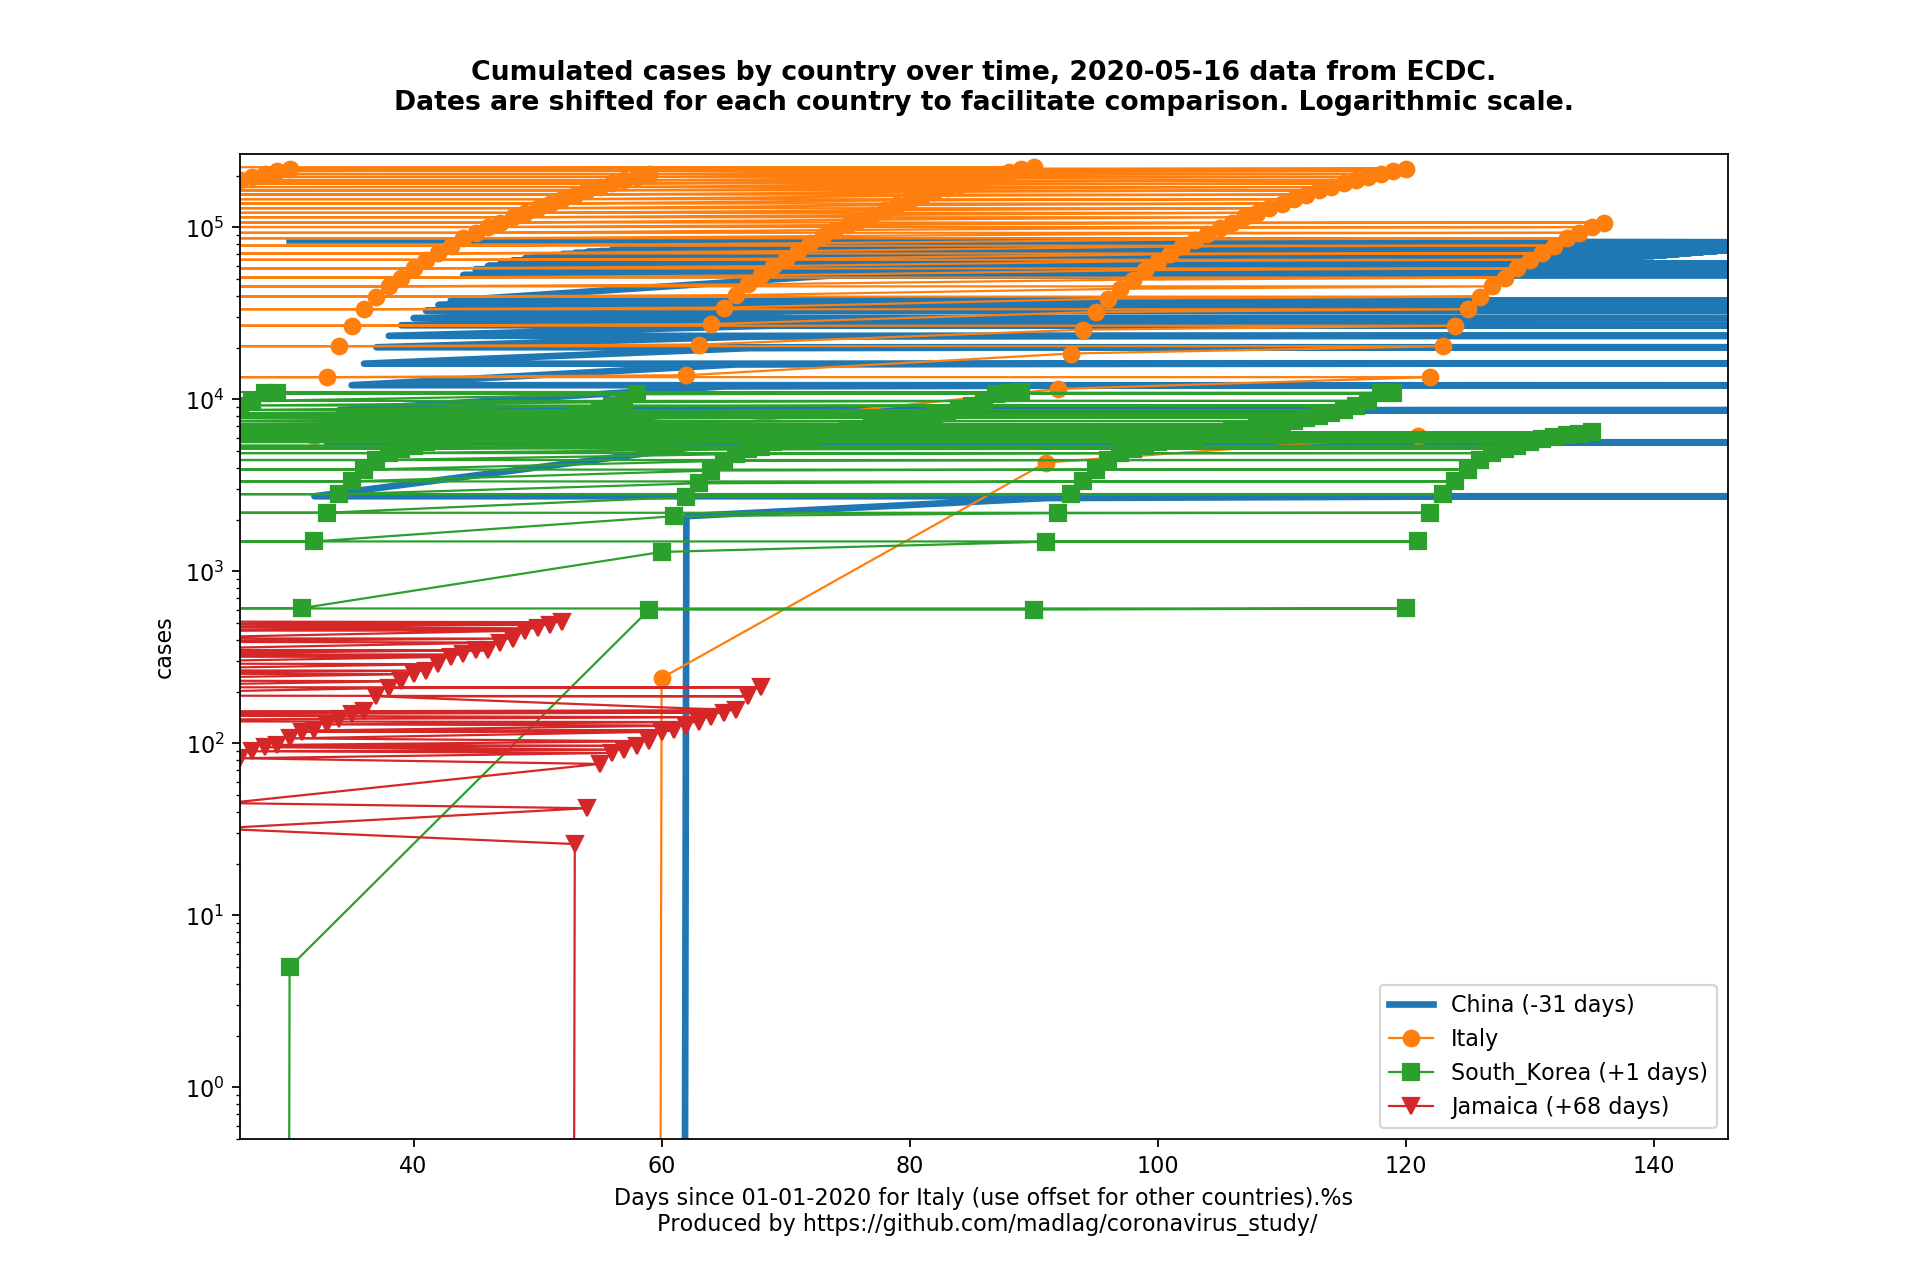 Cumulated cases by country over time, 2020-05-16 data from ECDC.
Dates are shifted for each country to facilitate comparison. Logarithmic scale.
10^5
10^4
10^3
10^2
10^1
10^0
cases
40 60 80 100 120 140
China (-31 days)
Italy
South_Korea (+1 days)
Jamaica (+68 days)
Days since 01-01-2020 for Italy (use offset for other countries).%s
Produced by https://github.com/madlag/coronavirus_study/